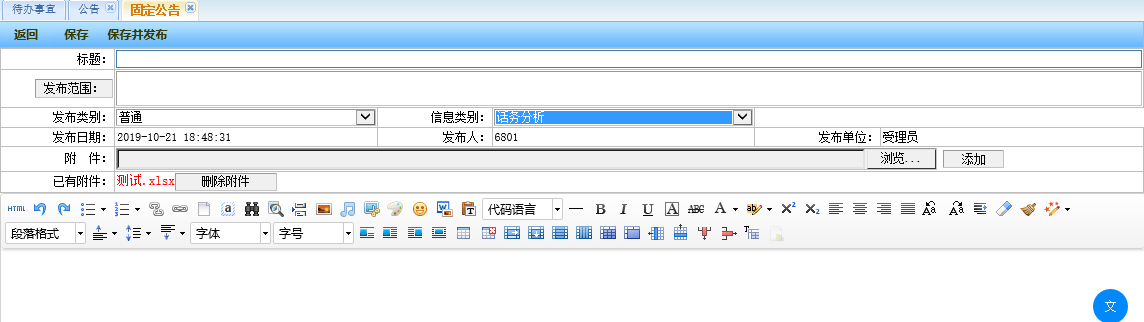 待办事宜 公告 固定公告
返回 保存 保存并发布
标题：
发布范围：
发布类别： 普通 信息类别： 话务分析
发布日期： 2019-10-21 18:48:31 发布人： 6801 发布单位： 受理员
附 件： 浏览... 添加
已有附件： 测试.xlsx 删除附件
HTML 代码语言 B I U A ABC A ab X² X₂
段落格式 字体 字号
文